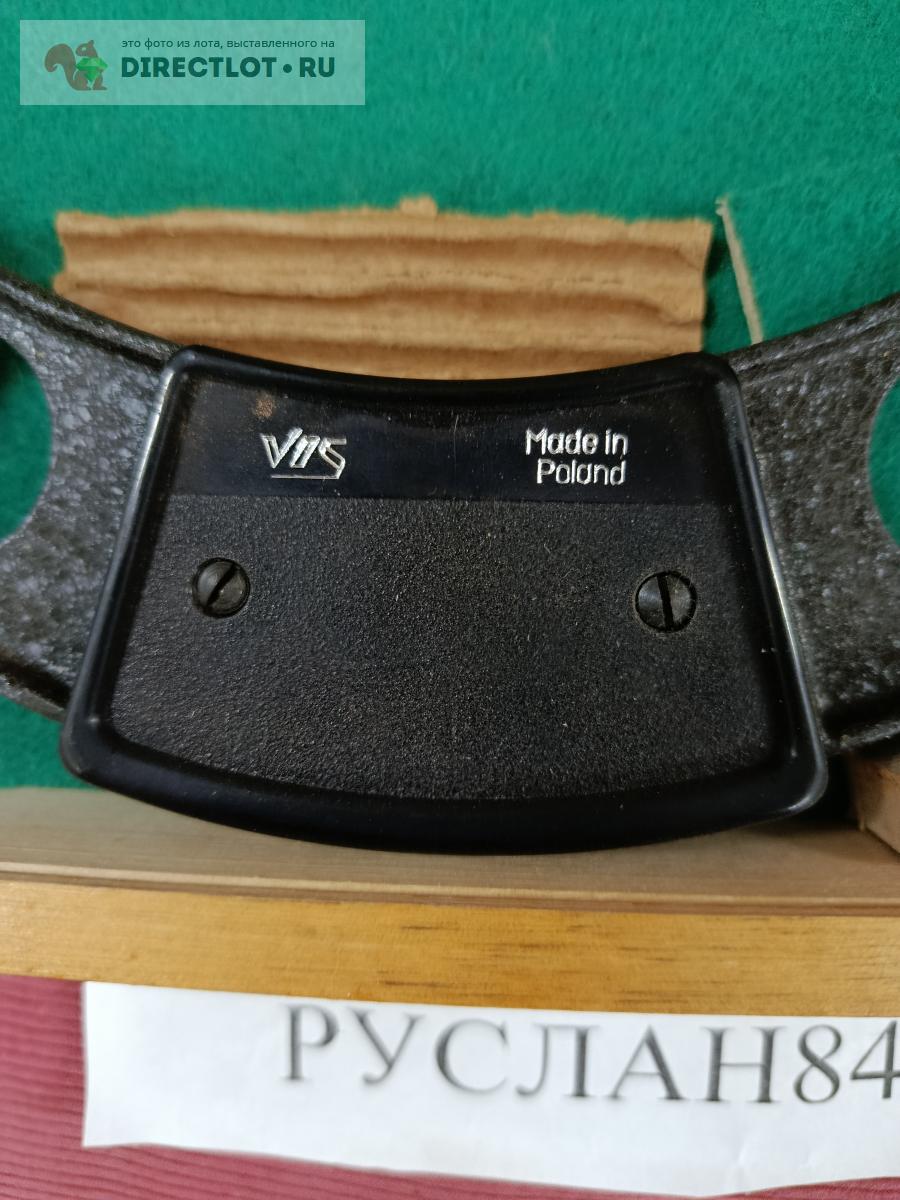 это фото из лота, выставленного на
DIRECTLOT.RU
VIS
Made in
Poland
РУСЛАН84